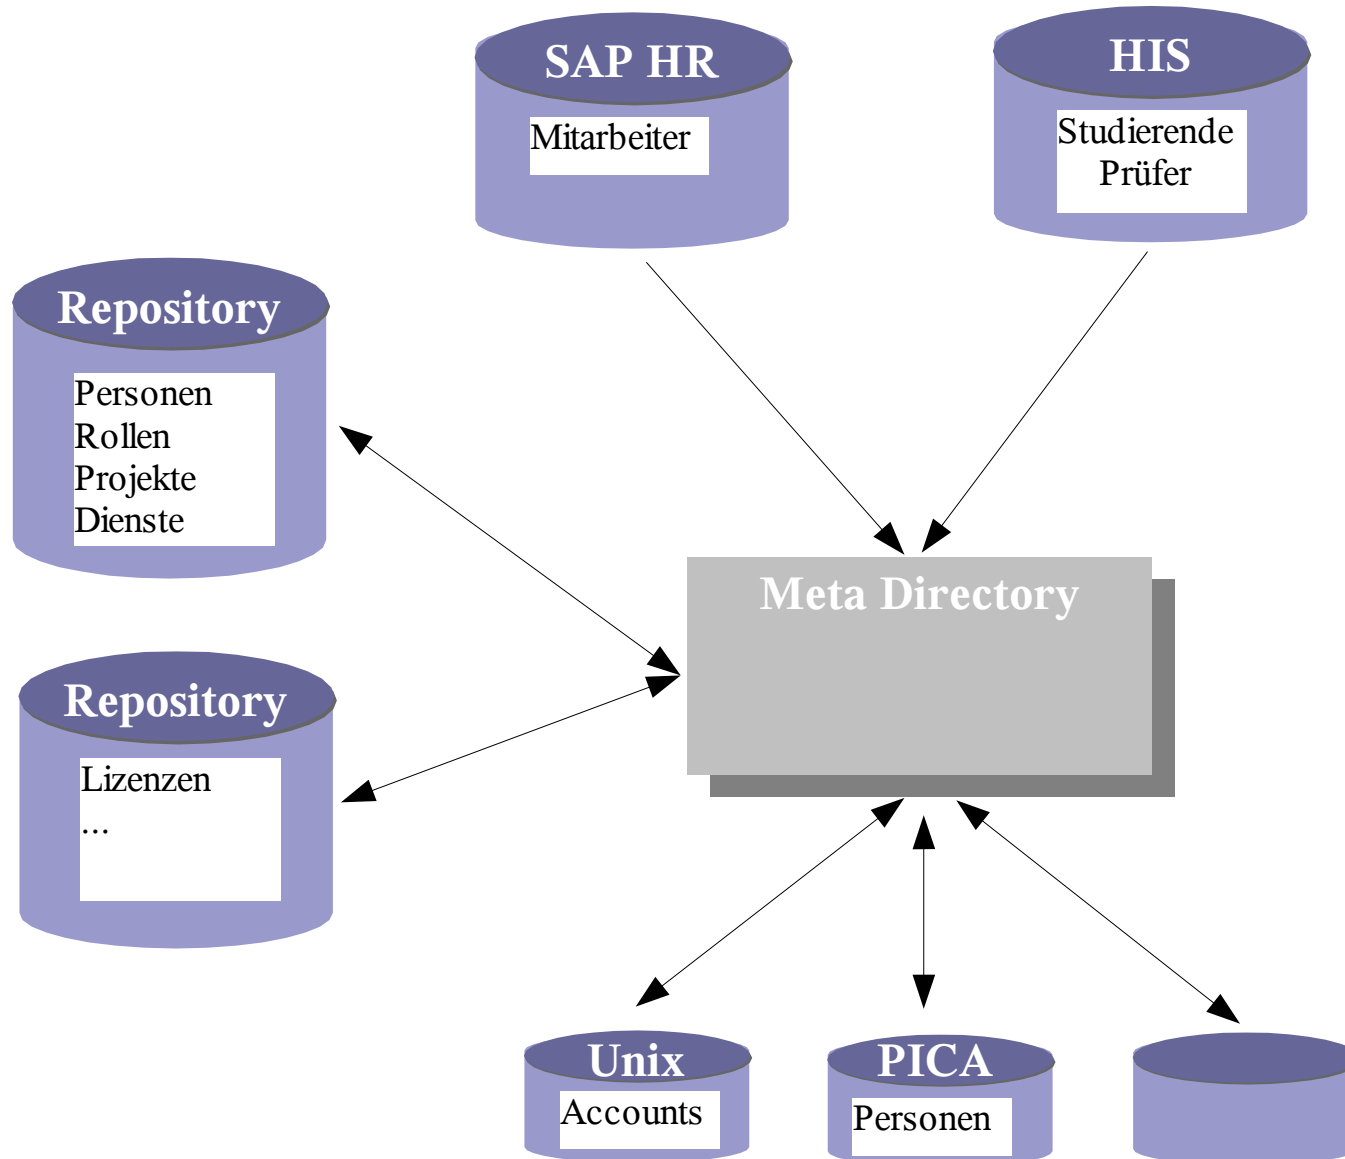 SAP HR
Mitarbeiter
HIS
Studierende
Prüfer
Repository
Personen
Rollen
Projekte
Dienste
Meta Directory
Repository
Lizenzen
...
Unix
Accounts
PICA
Personen